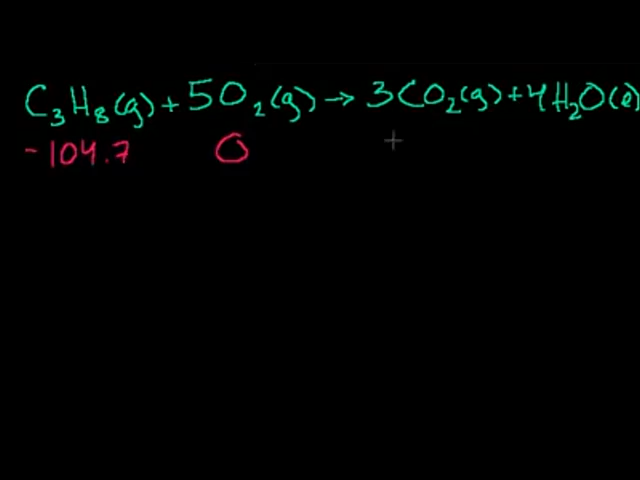 C₃H₈(g) + 5O₂(g) → 3CO₂(g) + 4H₂O(l)
-104.7 0